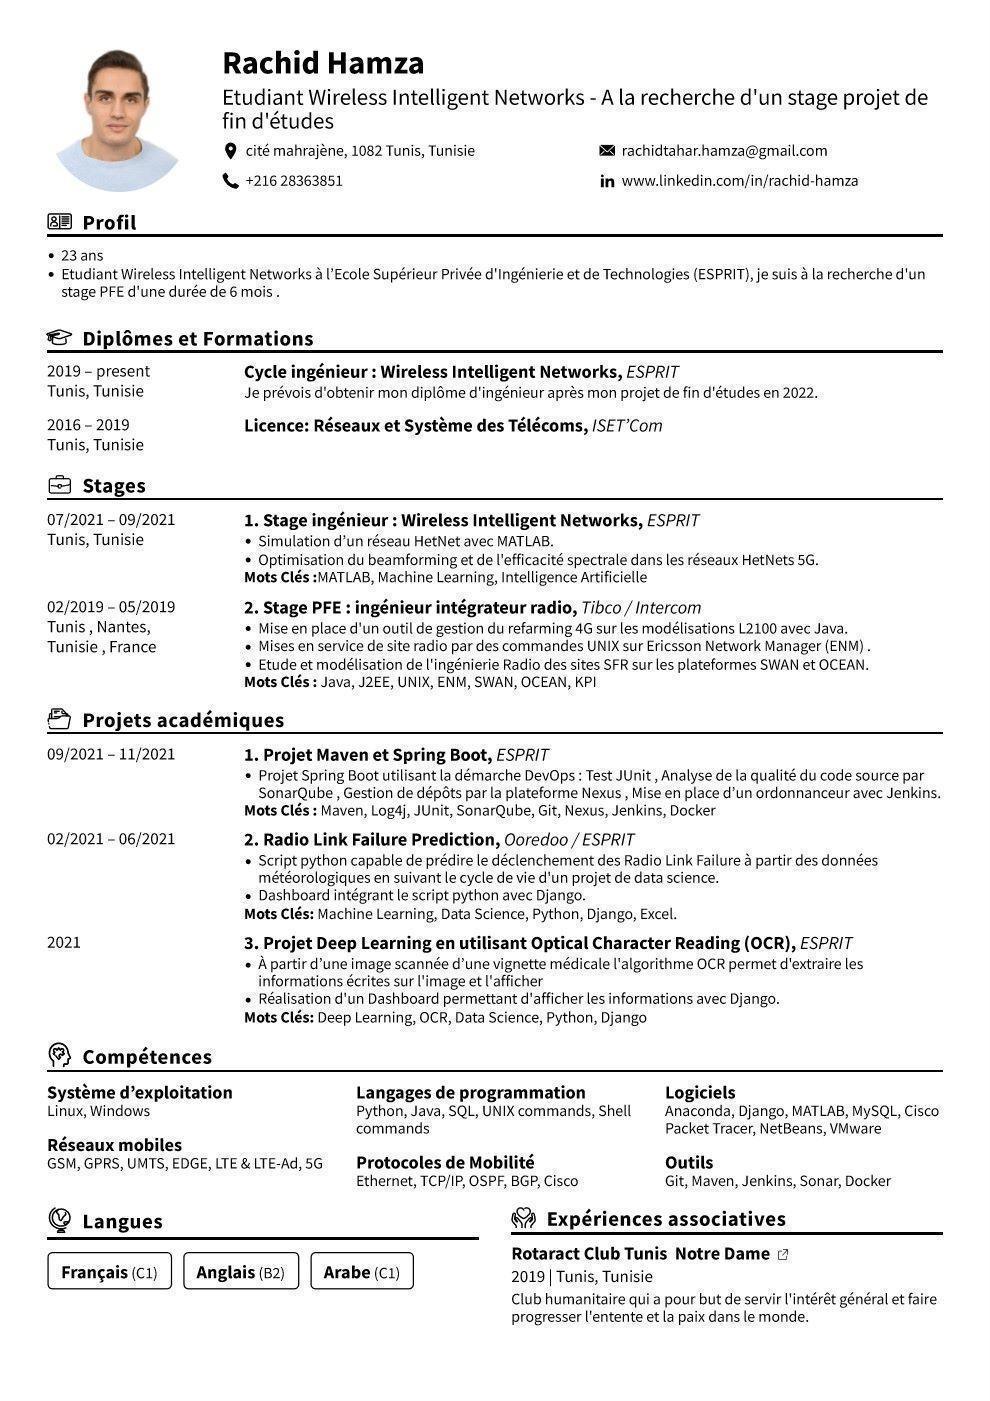 Rachid Hamza
Etudiant Wireless Intelligent Networks - A la recherche d'un stage projet de
fin d'études
cité mahrajène, 1082 Tunis, Tunisie
rachidtahar.hamza@gmail.com
+216 28363851
www.linkedin.com/in/rachid-hamza
Profil
• 23 ans
• Etudiant Wireless Intelligent Networks à l’Ecole Supérieur Privée d'Ingénierie et de Technologies (ESPRIT), je suis à la recherche d'un
stage PFE d'une durée de 6 mois .
Diplômes et Formations
2019 – present
Tunis, Tunisie
Cycle ingénieur : Wireless Intelligent Networks, ESPRIT
Je prévois d'obtenir mon diplôme d'ingénieur après mon projet de fin d'études en 2022.
2016 – 2019
Tunis, Tunisie
Licence: Réseaux et Système des Télécoms, ISET’Com
Stages
07/2021 – 09/2021
Tunis, Tunisie
1. Stage ingénieur : Wireless Intelligent Networks, ESPRIT
• Simulation d’un réseau HetNet avec MATLAB.
• Optimisation du beamforming et de l'efficacité spectrale dans les réseaux HetNets 5G.
Mots Clés :MATLAB, Machine Learning, Intelligence Artificielle
02/2019 – 05/2019
Tunis , Nantes,
Tunisie , France
2. Stage PFE : ingénieur intégrateur radio, Tibco / Intercom
• Mise en place d'un outil de gestion du refarming 4G sur les modélisations L2100 avec Java.
• Mises en service de site radio par des commandes UNIX sur Ericsson Network Manager (ENM) .
• Etude et modélisation de l'ingénierie Radio des sites SFR sur les plateformes SWAN et OCEAN.
Mots Clés : Java, J2EE, UNIX, ENM, SWAN, OCEAN, KPI
Projets académiques
09/2021 – 11/2021
1. Projet Maven et Spring Boot, ESPRIT
• Projet Spring Boot utilisant la démarche DevOps : Test JUnit , Analyse de la qualité du code source par
SonarQube , Gestion de dépôts par la plateforme Nexus , Mise en place d’un ordonnanceur avec Jenkins.
Mots Clés : Maven, Log4j, JUnit, SonarQube, Git, Nexus, Jenkins, Docker
02/2021 – 06/2021
2. Radio Link Failure Prediction, Ooredoo / ESPRIT
• Script python capable de prédire le déclenchement des Radio Link Failure à partir des données
météorologiques en suivant le cycle de vie d'un projet de data science.
• Dashboard intégrant le script python avec Django.
Mots Clés: Machine Learning, Data Science, Python, Django, Excel.
2021
3. Projet Deep Learning en utilisant Optical Character Reading (OCR), ESPRIT
• À partir d’une image scannée d’une vignette médicale l'algorithme OCR permet d'extraire les
informations écrites sur l'image et l'afficher
• Réalisation d'un Dashboard permettant d'afficher les informations avec Django.
Mots Clés: Deep Learning, OCR, Data Science, Python, Django
Compétences
Système d’exploitation
Linux, Windows
Réseaux mobiles
GSM, GPRS, UMTS, EDGE, LTE & LTE-Ad, 5G
Langages de programmation
Python, Java, SQL, UNIX commands, Shell
commands
Protocoles de Mobilité
Ethernet, TCP/IP, OSPF, BGP, Cisco
Logiciels
Anaconda, Django, MATLAB, MySQL, Cisco
Packet Tracer, NetBeans, VMware
Outils
Git, Maven, Jenkins, Sonar, Docker
Langues
Français (C1)
Anglais (B2)
Arabe (C1)
Expériences associatives
Rotaract Club Tunis Notre Dame
2019 | Tunis, Tunisie
Club humanitaire qui a pour but de servir l'intérêt général et faire
progresser l'entente et la paix dans le monde.